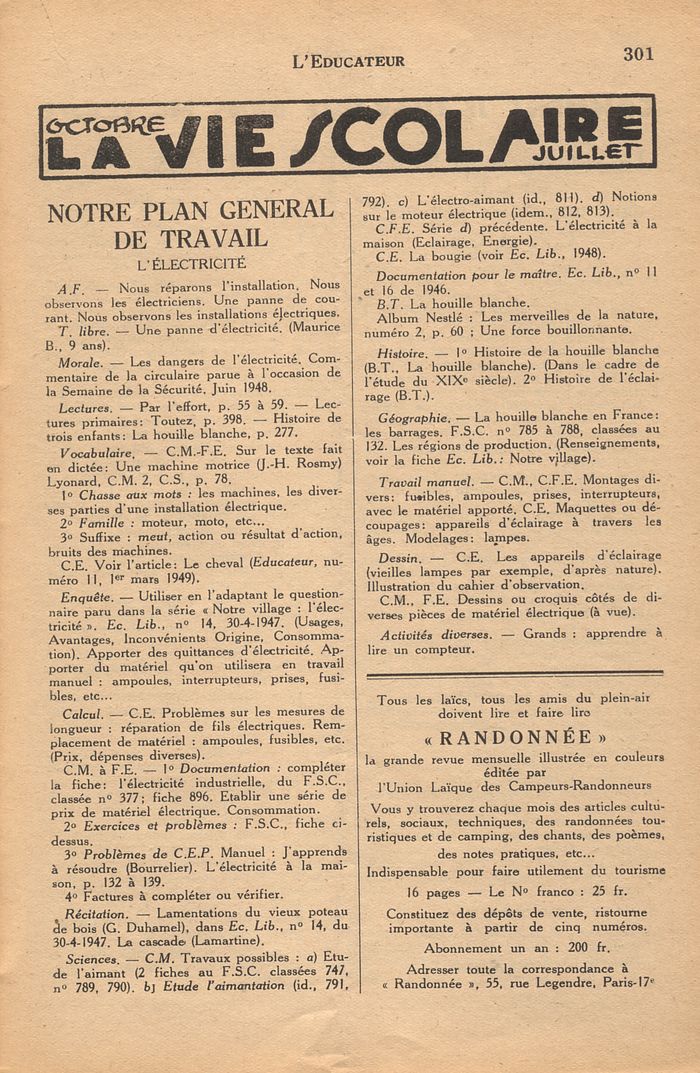 L'EDUCATEUR
301
OCTOBRE
LA VIE SCOLAIRE
JUILLET
NOTRE PLAN GENERAL
DE TRAVAIL
L'ÉLECTRICITÉ
A.F. — Nous réparons l'installation. Nous
observons les électriciens. Une panne de cou-
rant. Nous observons les installations électriques.
T. libre. — Une panne d'électricité. (Maurice
B., 9 ans).
Morale. — Les dangers de l'électricité. Com-
mentaire de la circulaire parue à l'occasion de
la Semaine de la Sécurité. Juin 1948.
Lectures. — Par l'effort, p. 55 à 59. — Lec-
tures primaires: Toutez, p. 398. — Histoire de
trois enfants: La houille blanche, p. 277.
Vocabulaire. — C.M.-F.E. Sur le texte fait
en dictée: Une machine motrice (J.-H. Rosmy)
Lyonard, C.M. 2, C.S., p. 78.
1º Chasse aux mots : les machines, les diver-
ses parties d'une installation électrique.
2º Famille : moteur, moto, etc...
3º Suffixe : meut, action ou résultat d'action,
bruits des machines.
C.E. Voir l'article: Le cheval (Educateur, nu-
méro 11, 1er mars 1949).
Enquête. — Utiliser en l'adaptant le question-
naire paru dans la série « Notre village : l'élec-
tricité ». Ec. Lib., nº 14, 30-4-1947. (Usages,
Avantages, Inconvénients Origine, Consomma-
tion). Apporter des quittances d'électricité. Ap-
porter du matériel qu'on utilisera en travail
manuel : ampoules, interrupteurs, prises, fusi-
bles, etc...
Calcul. — C.E. Problèmes sur les mesures de
longueur : réparation de fils électriques. Rem-
placement de matériel : ampoules, fusibles, etc.
(Prix, dépenses diverses).
C.M. à F.E. — 1º Documentation : compléter
la fiche: l'électricité industrielle, du F.S.C.,
classée nº 377; fiche 896. Etablir une série de
prix de matériel électrique. Consommation.
2º Exercices et problèmes : F.S.C., fiche ci-
dessus.
3º Problèmes de C.E.P. Manuel : J'apprends
à résoudre (Bourrelier). L'électricité à la mai-
son, p. 132 à 139.
4º Factures à compléter ou vérifier.
Récitation. — Lamentations du vieux poteau
de bois (G. Duhamel), dans Ec. Lib., nº 14, du
30-4-1947. La cascade (Lamartine).
Sciences. — C.M. Travaux possibles : a) Etu-
de l'aimant (2 fiches au F.S.C. classées 747,
nº 789, 790). b) Etude l'aimantation (id., 791,
792). c) L'électro-aimant (id., 811). d) Notions
sur le moteur électrique (idem., 812, 813).
C.F.E. Série d) précédente. L'électricité à la
maison (Eclairage, Energie).
C.E. La bougie (voir Ec. Lib., 1948).
Documentation pour le maître. Ec. Lib., nº 11
et 16 de 1946.
B.T. La houille blanche.
Album Nestlé : Les merveilles de la nature,
numéro 2, p. 60 ; Une force bouillonnante.
Histoire. — 1º Histoire de la houille blanche
(B.T., La houille blanche). (Dans le cadre de
l'étude du XIXe siècle). 2º Histoire de l'éclai-
rage (B.T.).
Géographie. — La houille blanche en France:
les barrages. F.S.C. nº 785 à 788, classées au
132. Les régions de production. (Renseignements,
voir la fiche Ec. Lib.: Notre village).
Travail manuel. — C.M., C.F.E. Montages di-
vers: fusibles, ampoules, prises, interrupteurs,
avec le matériel apporté. C.E. Maquettes ou dé-
coupages: appareils d'éclairage à travers les
âges. Modelages: lampes.
Dessin. — C.E. Les appareils d'éclairage
(vieilles lampes par exemple, d'après nature).
Illustration du cahier d'observation.
C.M., F.E. Dessins ou croquis côtés de di-
verses pièces de matériel électrique (à vue).
Activités diverses. — Grands : apprendre à
lire un compteur.
Tous les laïcs, tous les amis du plein-air
doivent lire et faire lire
« RANDONNÉE »
la grande revue mensuelle illustrée en couleurs
éditée par
l'Union Laïque des Campeurs-Randonneurs
Vous y trouverez chaque mois des articles cultu-
rels, sociaux, techniques, des randonnées tou-
ristiques et de camping, des chants, des poèmes,
des notes pratiques, etc...
Indispensable pour faire utilement du tourisme
16 pages — Le Nº franco : 25 fr.
Constituez des dépôts de vente, ristourne
importante à partir de cinq numéros.
Abonnement un an : 200 fr.
Adresser toute la correspondance à
« Randonnée », 55, rue Legendre, Paris-17e